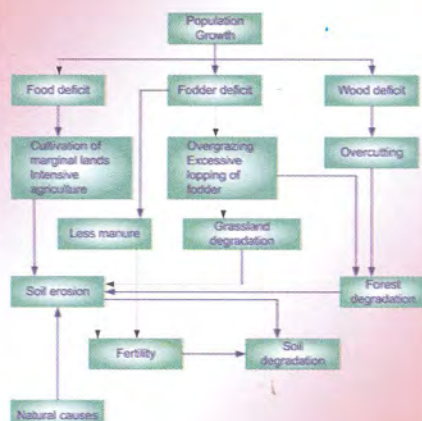 Population
Growth
Food deficit
Fodder deficit
Wood deficit
Cultivation of
marginal lands
Intensive
agriculture
Overgrazing
Excessive
lopping of
fodder
Overcutting
Less manure
Grassland
degradation
Soil erosion
Forest
degradation
Fertility
Soil
degradation
Natural causes